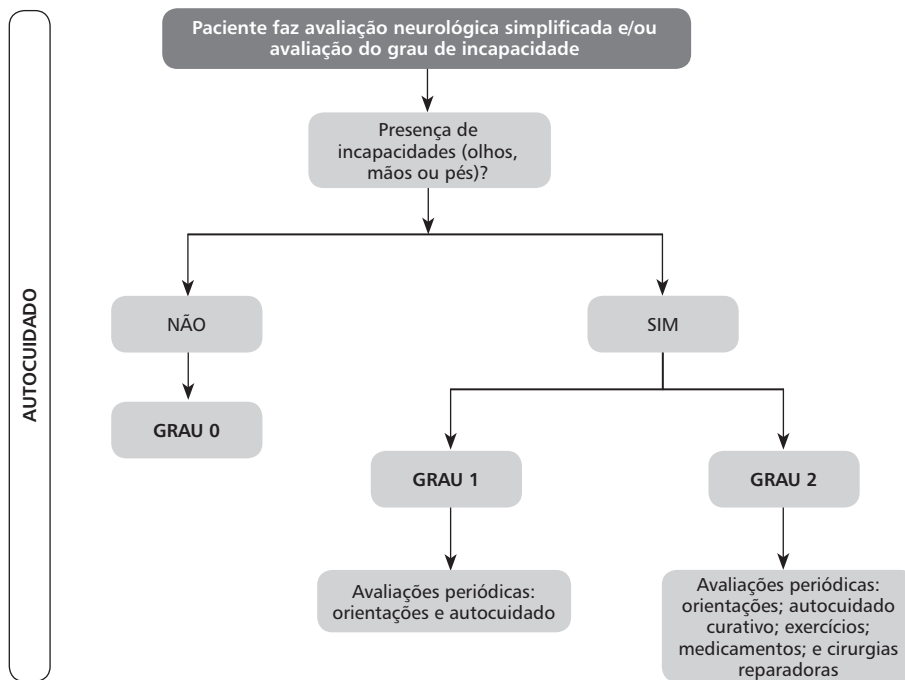 Paciente faz avaliação neurológica simplificada e/ou
avaliação do grau de incapacidade
Presença de
incapacidades (olhos,
mãos ou pés)?
AUTOCUIDADO
NÃO
SIM
GRAU 0
GRAU 1
GRAU 2
Avaliações periódicas:
orientações e autocuidado
Avaliações periódicas:
orientações; autocuidado
curativo; exercícios;
medicamentos; e cirurgias
reparadoras